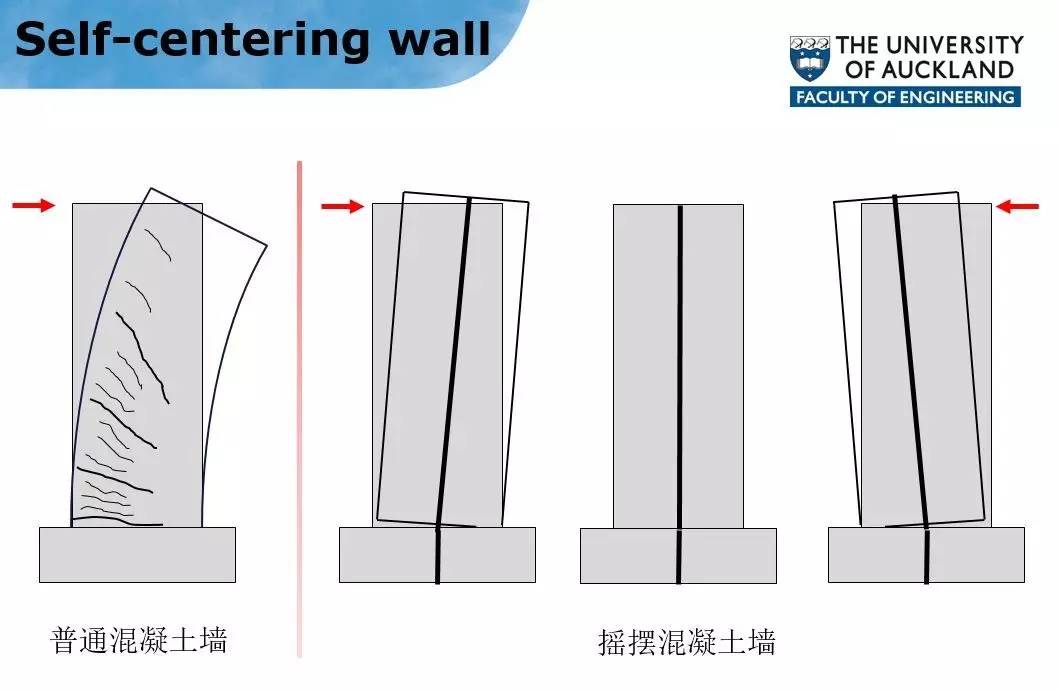 Self-centering wall
THE UNIVERSITY
OF AUCKLAND
FACULTY OF ENGINEERING
普通混凝土墙
摇摆混凝土墙